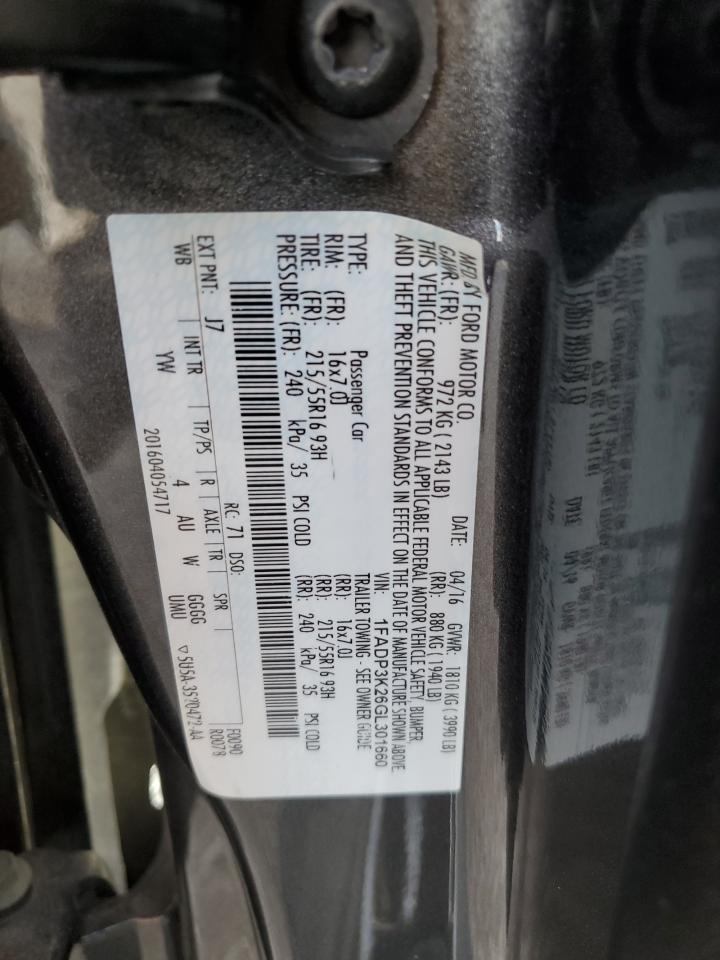 MFD BY FORD MOTOR CO.
DATE: 04/16 GVWR: 1810 KG ( 3990 LB)
GAWR: (FR): 972 KG ( 2143 LB) (RR): 880 KG ( 1940 LB)
THIS VEHICLE CONFORMS TO ALL APPLICABLE FEDERAL MOTOR VEHICLE SAFETY, BUMPER,
AND THEFT PREVENTION STANDARDS IN EFFECT ON THE DATE OF MANUFACTURE SHOWN ABOVE.
VIN: 1FADP3K26GL301660
TYPE: Passenger Car TRAILER TOWING - SEE OWNER GUIDE
RIM: (FR): 16x7.0J (RR): 16x7.0J
TIRE: (FR): 215/55R16 93H (RR): 215/55R16 93H
PRESSURE: (FR): 240 kPa/ 35 PSI COLD (RR): 240 kPa/ 35 PSI COLD
RC: 71 DSO:
EXT PNT: J7
F0090
R0078
WB INT TR TP/PS R AXLE TR SPR
YW 4 AU W GGGG UMU
201604054717